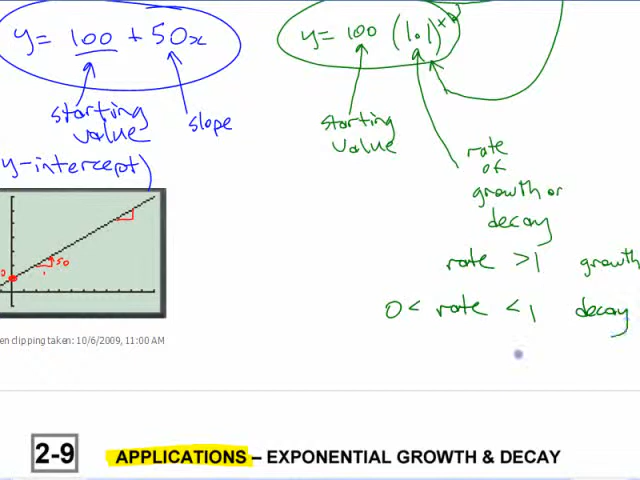 y = 100 + 50x
starting
value
slope
y-intercept)
50
y = 100 (1.1)^x
starting
value
rate
of
growth or
decay
rate >1 growth
0 < rate < 1 decay
en clipping taken: 10/6/2009, 11:00 AM
2-9 APPLICATIONS – EXPONENTIAL GROWTH & DECAY